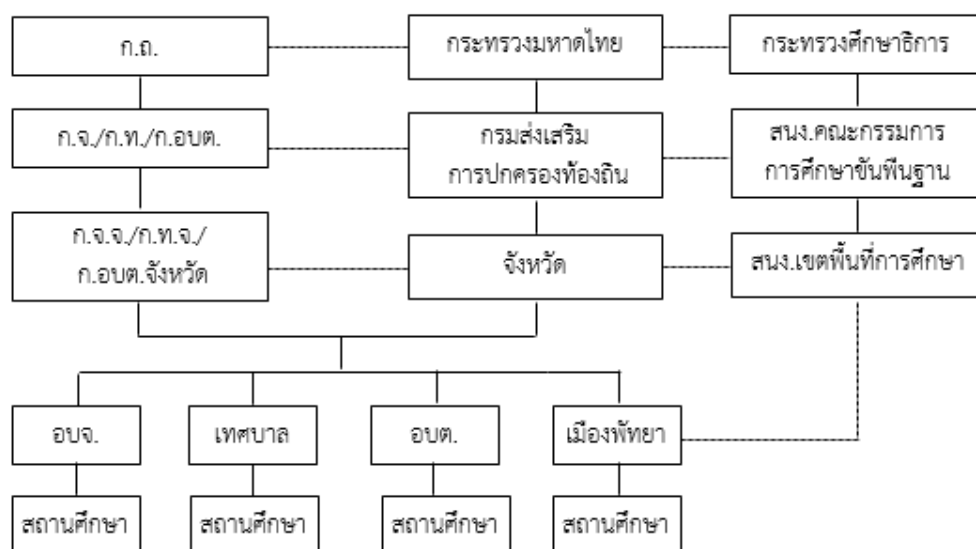 ก.ถ.
กระทรวงมหาดไทย
กระทรวงศึกษาธิการ
ก.จ./ก.ท./ก.อบต.
กรมส่งเสริม
การปกครองท้องถิ่น
สนง.คณะกรรมการ
การศึกษาขั้นพื้นฐาน
ก.จ.จ./ก.ท.จ./
ก.อบต.จังหวัด
จังหวัด
สนง.เขตพื้นที่การศึกษา
อบจ.
เทศบาล
อบต.
เมืองพัทยา
สถานศึกษา
สถานศึกษา
สถานศึกษา
สถานศึกษา